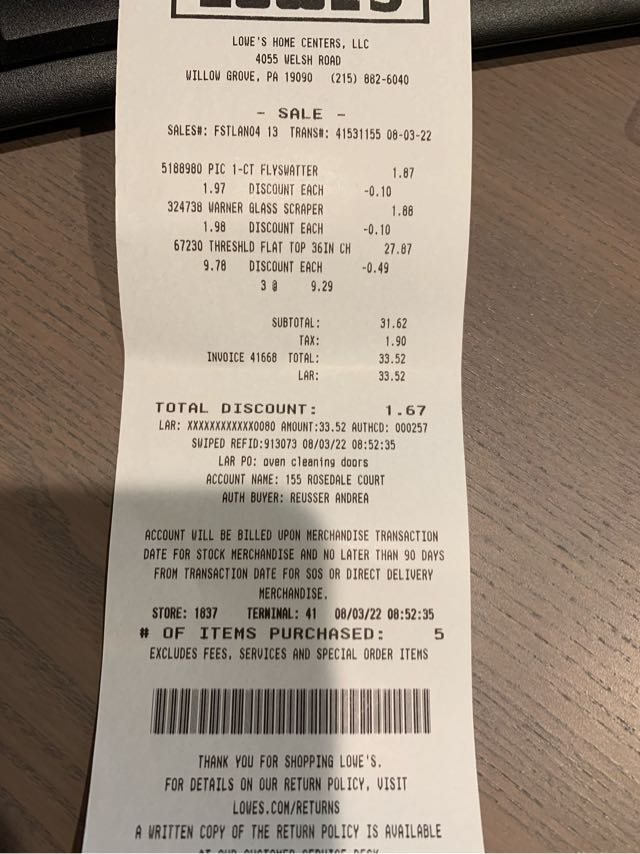 LOWE'S HOME CENTERS, LLC
4055 WELSH ROAD
WILLOW GROVE, PA 19090 (215) 882-6040
- SALE -
SALES#: FSTLAN04 13 TRANS#: 41531155 08-03-22
5188980 PIC 1-CT FLYSWATTER 1.87
1.97 DISCOUNT EACH -0.10
324738 WARNER GLASS SCRAPER 1.88
1.98 DISCOUNT EACH -0.10
67230 THRESHLD FLAT TOP 36IN CH 27.87
9.78 DISCOUNT EACH -0.49
3 @ 9.29
SUBTOTAL: 31.62
TAX: 1.90
INVOICE 41668 TOTAL: 33.52
LAR: 33.52
TOTAL DISCOUNT: 1.67
LAR: XXXXXXXXXXXX0080 AMOUNT:33.52 AUTHCD: 000257
SWIPED REFID:913073 08/03/22 08:52:35
LAR PO: oven cleaning doors
ACCOUNT NAME: 155 ROSEDALE COURT
AUTH BUYER: REUSSER ANDREA
ACCOUNT WILL BE BILLED UPON MERCHANDISE TRANSACTION
DATE FOR STOCK MERCHANDISE AND NO LATER THAN 90 DAYS
FROM TRANSACTION DATE FOR SOS OR DIRECT DELIVERY
MERCHANDISE.
STORE: 1837 TERMINAL: 41 08/03/22 08:52:35
# OF ITEMS PURCHASED: 5
EXCLUDES FEES, SERVICES AND SPECIAL ORDER ITEMS
THANK YOU FOR SHOPPING LOWE'S.
FOR DETAILS ON OUR RETURN POLICY, VISIT
LOWES.COM/RETURNS
A WRITTEN COPY OF THE RETURN POLICY IS AVAILABLE
AT OUR CUSTOMER SERVICE DESK